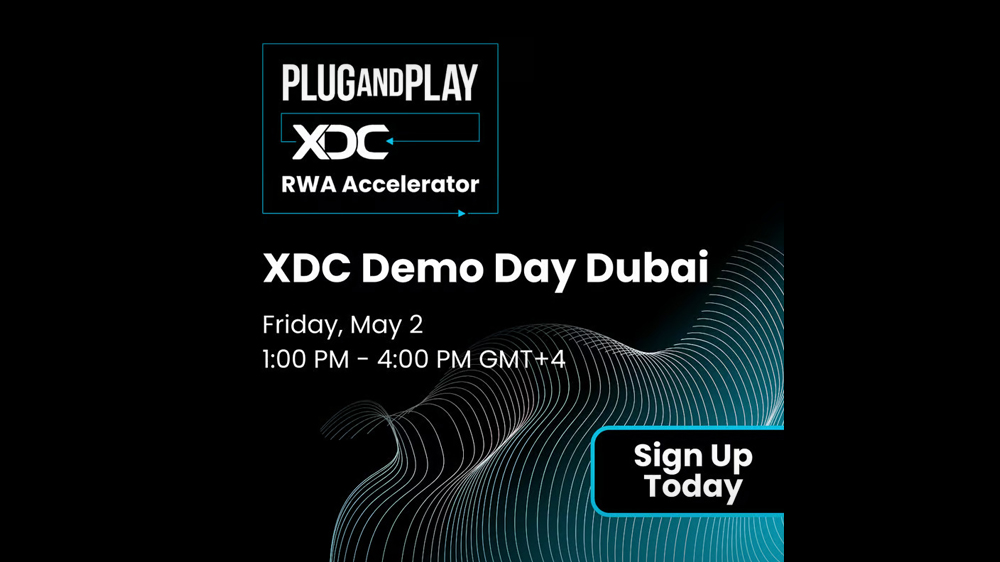 PLUGANDPLAY
XDC
RWA Accelerator
XDC Demo Day Dubai
Friday, May 2
1:00 PM - 4:00 PM GMT+4
Sign Up
Today